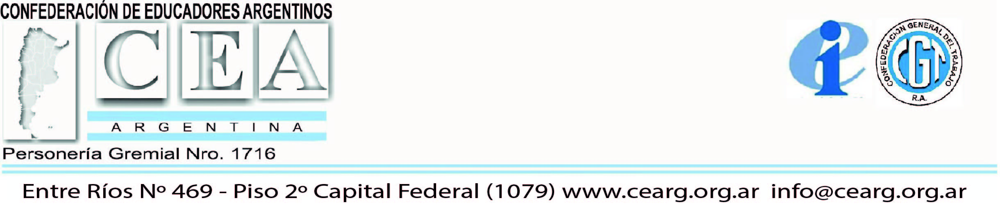 CONFEDERACIÓN DE EDUCADORES ARGENTINOS
CEA
ARGENTINA
Personería Gremial Nro. 1716
ei
CONFEDERACION GENERAL DEL TRABAJO
CGT
R.A.
Entre Ríos Nº 469 - Piso 2º Capital Federal (1079) www.cearg.org.ar info@cearg.org.ar